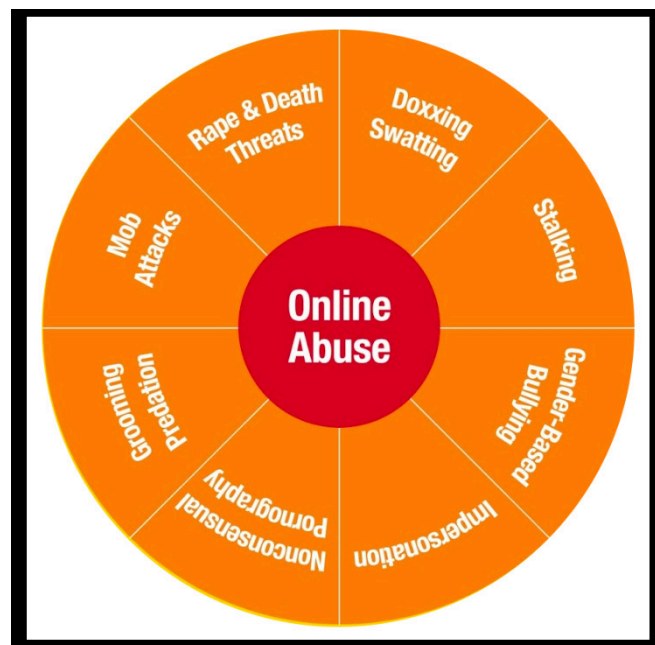 Online
Abuse
Doxxing
Swatting
Stalking
Gender-Based
Bullying
Impersonation
Nonconsensual
Pornography
Grooming
Predation
Mob
Attacks
Rape & Death
Threats